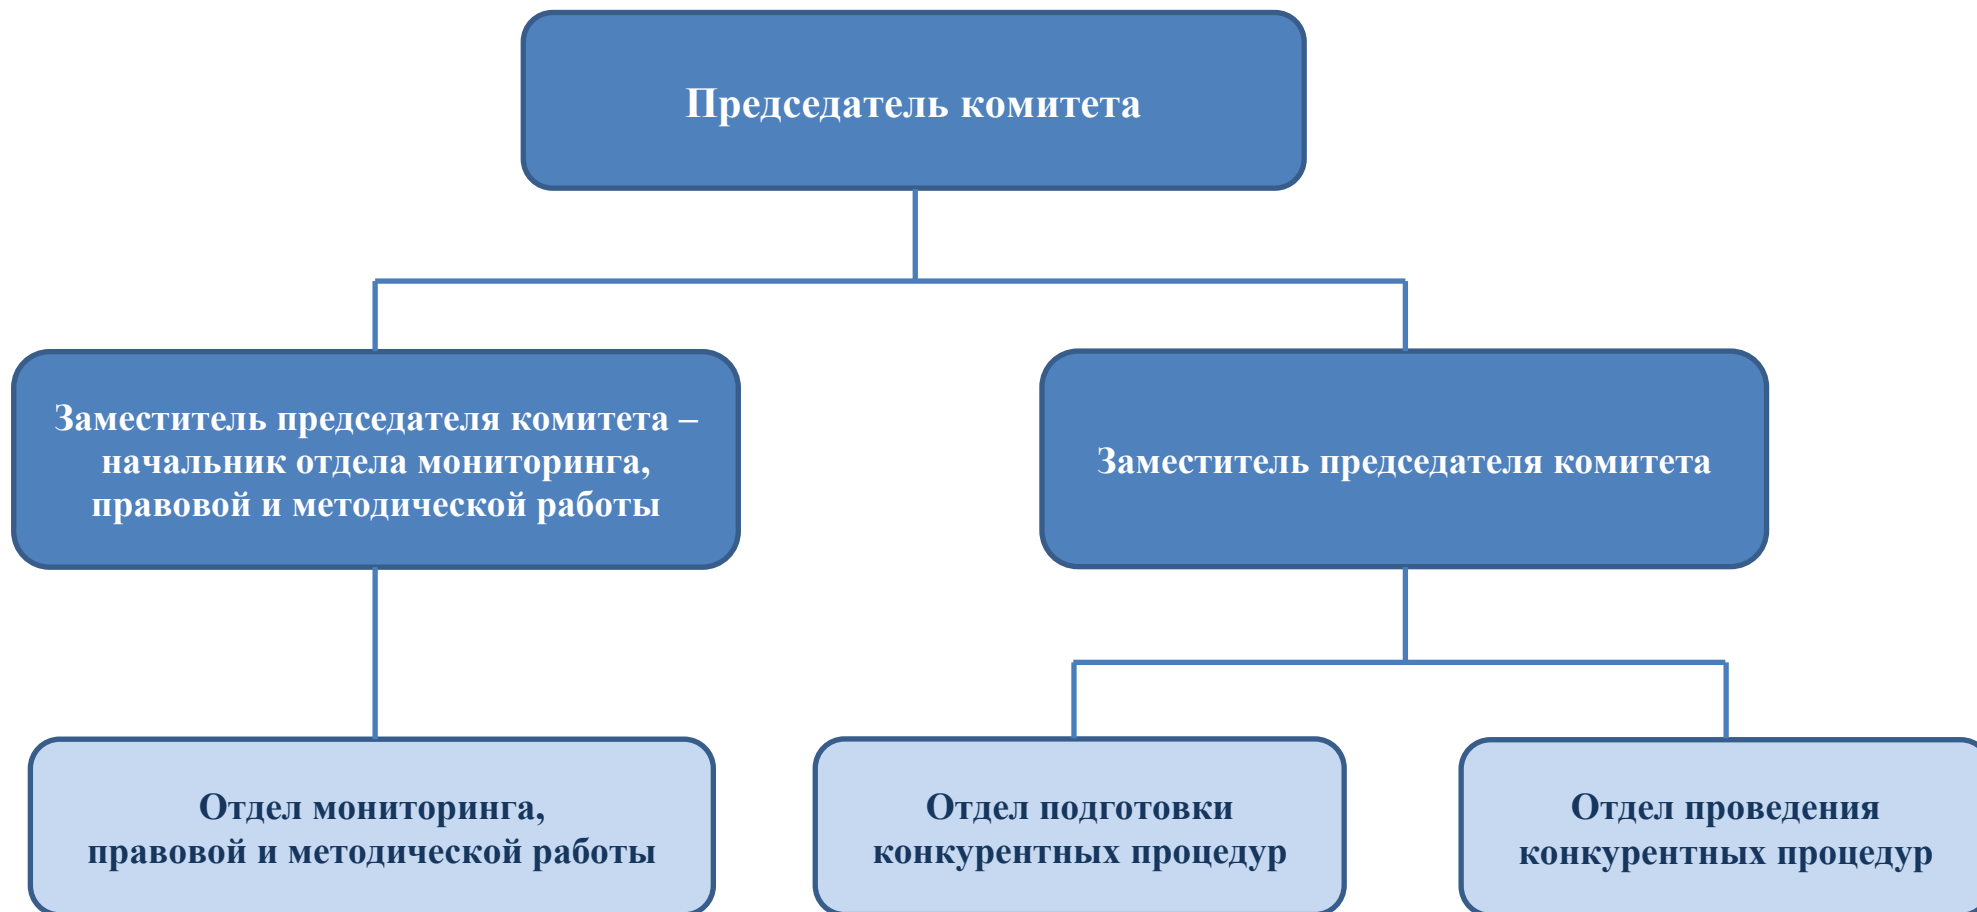 Председатель комитета
Заместитель председателя комитета –
начальник отдела мониторинга,
правовой и методической работы
Заместитель председателя комитета
Отдел мониторинга,
правовой и методической работы
Отдел подготовки
конкурентных процедур
Отдел проведения
конкурентных процедур